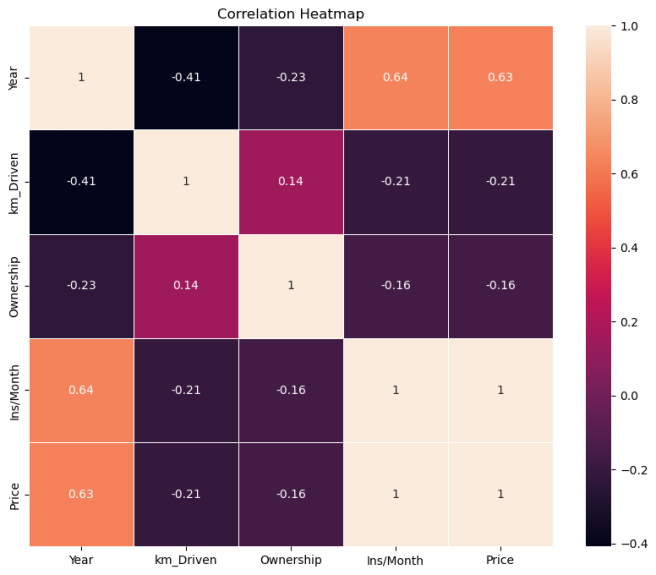 Correlation Heatmap
Year 1 -0.41 -0.23 0.64 0.63
km_Driven -0.41 1 0.14 -0.21 -0.21
Ownership -0.23 0.14 1 -0.16 -0.16
Ins/Month 0.64 -0.21 -0.16 1 1
Price 0.63 -0.21 -0.16 1 1
Year km_Driven Ownership Ins/Month Price
1.0
0.8
0.6
0.4
0.2
0.0
−0.2
−0.4